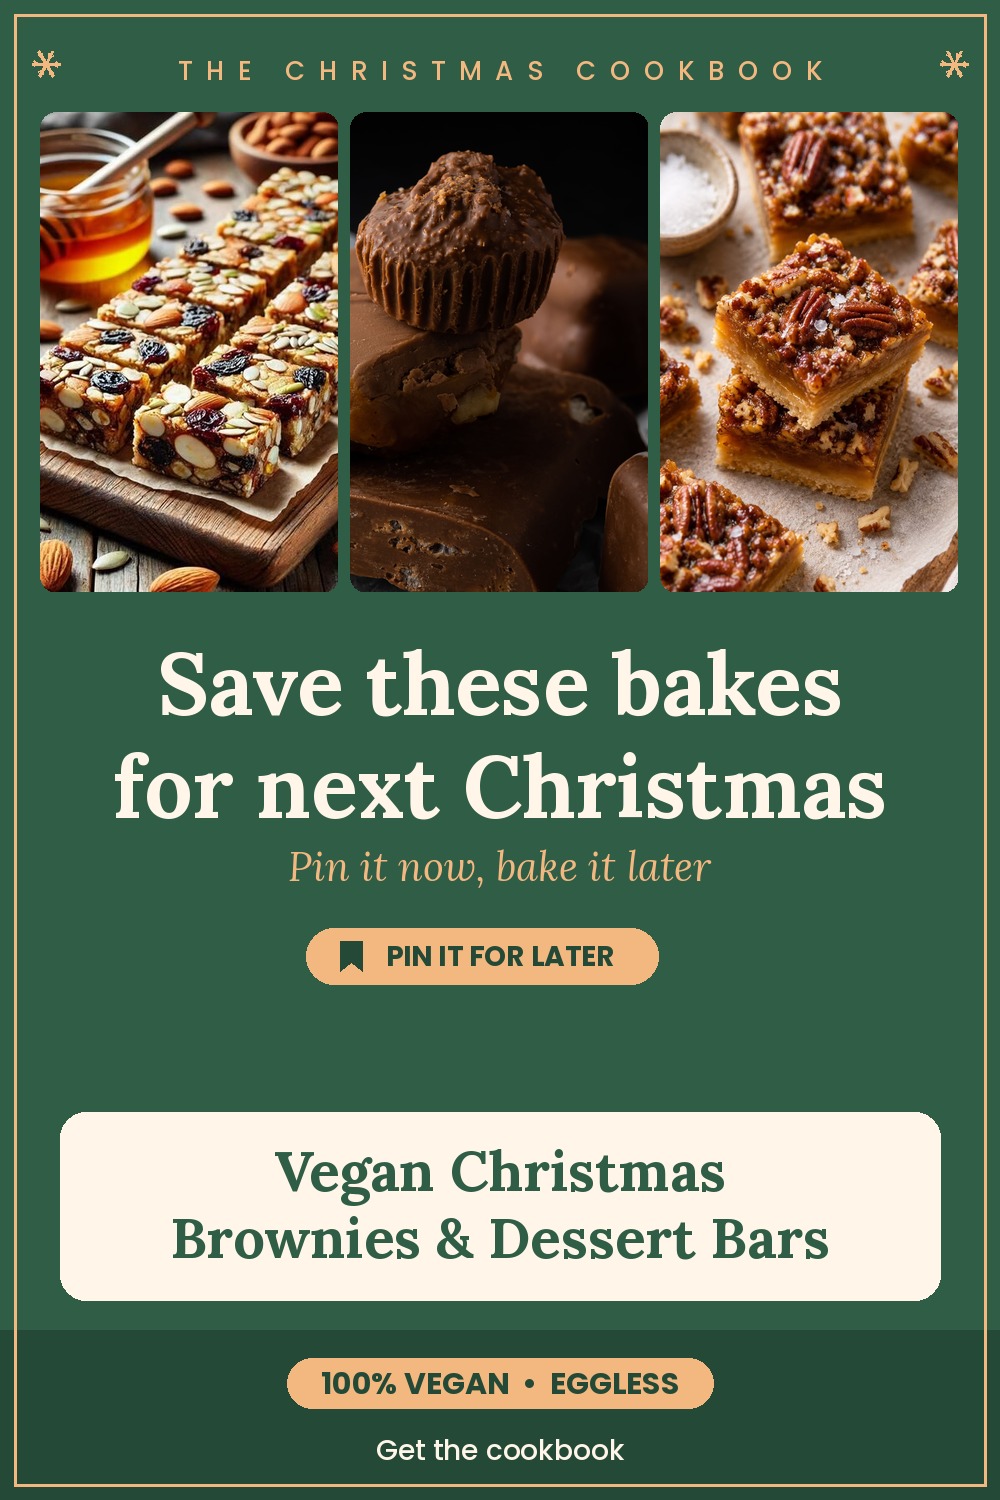 THE CHRISTMAS COOKBOOK
Save these bakes
for next Christmas
Pin it now, bake it later
PIN IT FOR LATER
Vegan Christmas
Brownies & Dessert Bars
100% VEGAN • EGGLESS
Get the cookbook